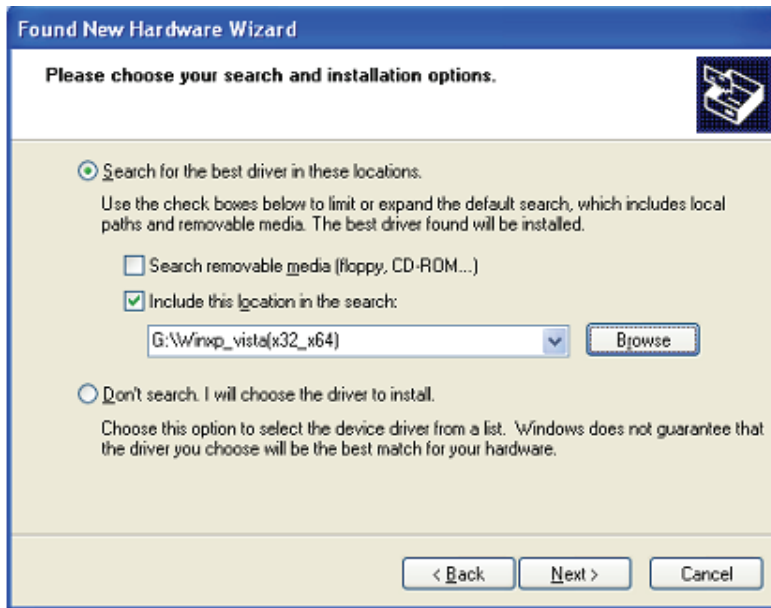 Found New Hardware Wizard
Please choose your search and installation options.
Search for the best driver in these locations.
Use the check boxes below to limit or expand the default search, which includes local
paths and removable media. The best driver found will be installed.
Search removable media (floppy, CD-ROM...)
Include this location in the search:
G:\Winxp_vista(x32_x64)
Browse
Don't search. I will choose the driver to install.
Choose this option to select the device driver from a list. Windows does not guarantee that
the driver you choose will be the best match for your hardware.
< Back Next > Cancel